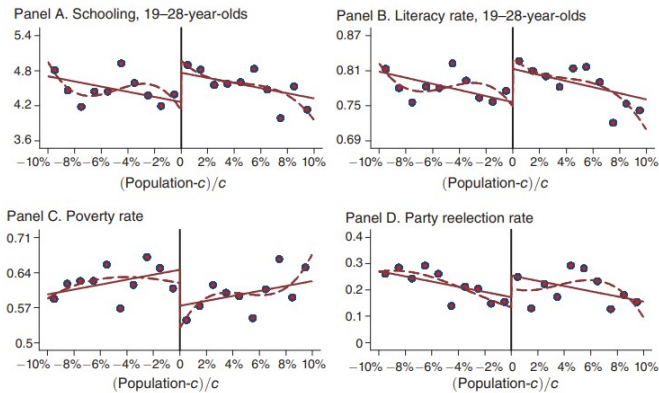 Panel A. Schooling, 19–28-year-olds
5.4
4.8
4.2
3.6
−10% −8% −6% −4% −2% 0 2% 4% 6% 8% 10%
(Population-c)/c
Panel B. Literacy rate, 19–28-year-olds
0.87
0.81
0.75
0.69
−10% −8% −6% −4% −2% 0 2% 4% 6% 8% 10%
(Population-c)/c
Panel C. Poverty rate
0.71
0.64
0.57
0.5
−10% −8% −6% −4% −2% 0 2% 4% 6% 8% 10%
(Population-c)/c
Panel D. Party reelection rate
0.4
0.3
0.2
0.1
0
−10% −8% −6% −4% −2% 0 2% 4% 6% 8% 10%
(Population-c)/c